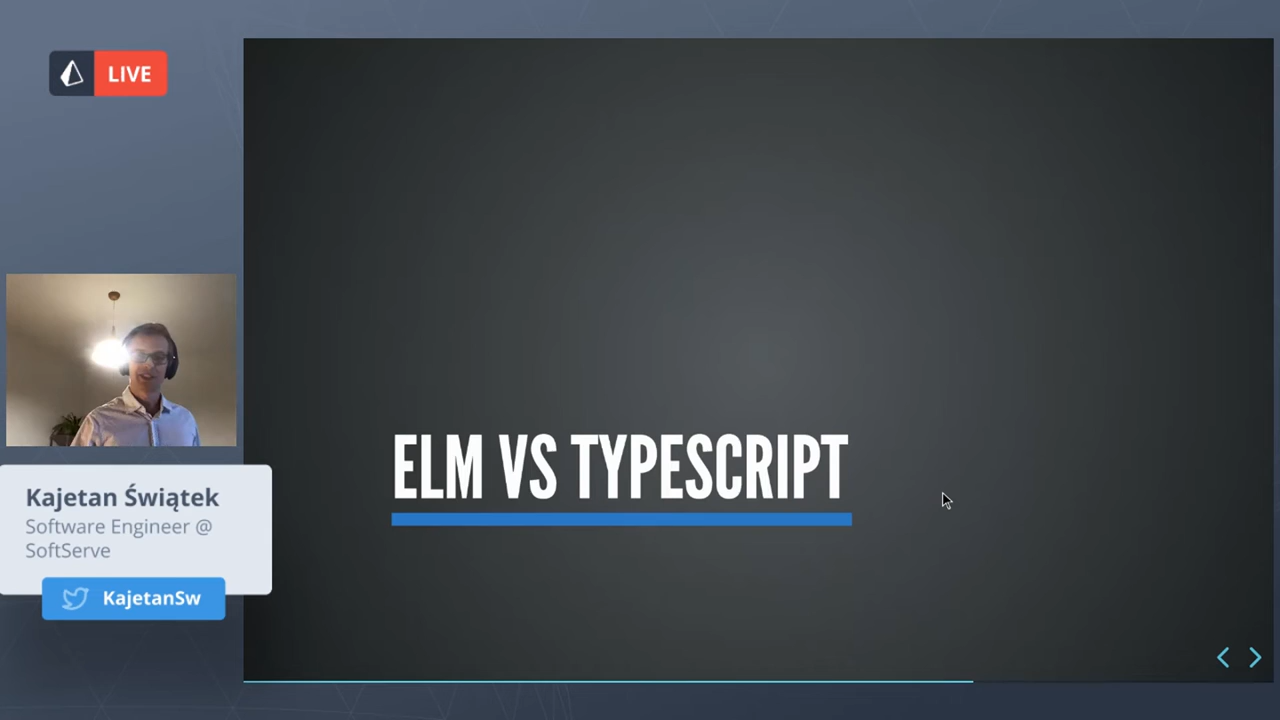 LIVE
ELM VS TYPESCRIPT
Kajetan Świątek
Software Engineer @
SoftServe
KajetanSw